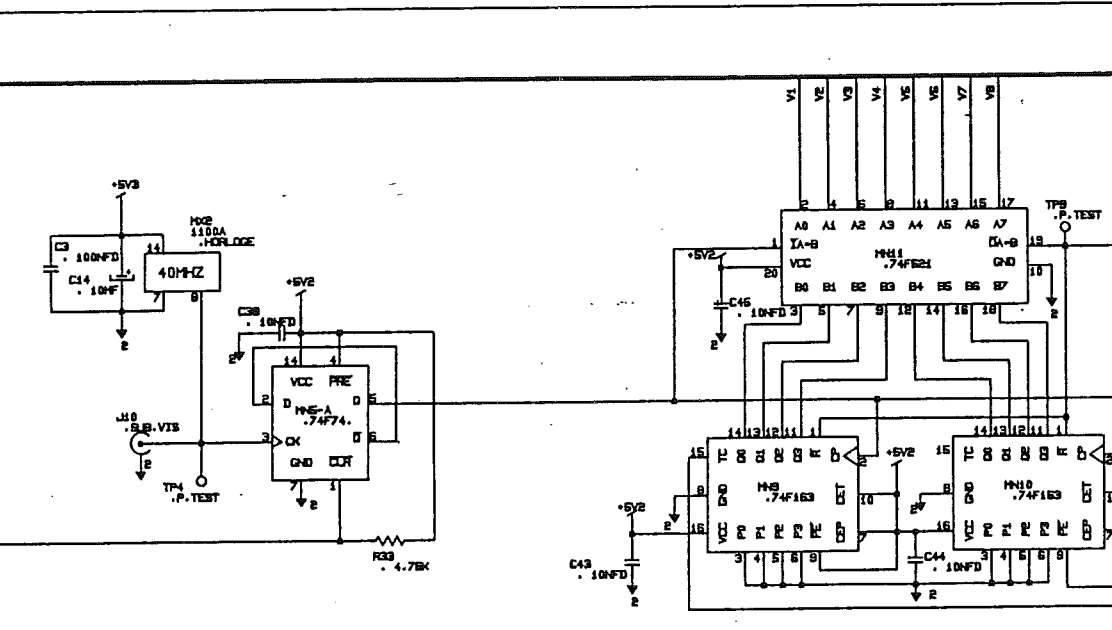 V1 V2 V3 V4 V5 V6 V7 V8
+5V3
MX2
1100A
.HORLOGE
C3
. 100NFD
14
40MHZ
C14
. 10MF
7 8
2
2 4 6 8 11 13 15 17
TP9
.P.TEST
A0 A1 A2 A3 A4 A5 A6 A7
1 IA=B OA=B 19
MN11
.74F521
+5V2
VCC GND
20 10
B0 B1 B2 B3 B4 B5 B6 B7
C45
. 10NFD
3 5 7 9 12 14 16 18
2
2
+5V2
C38
. 10NFD
2
14 4
VCC PRE
2 D Q 5
MN5-A
.74F74.
3 CK Q 6
GND CLR
7 1
2
J10
.SUB.VIS
2
TP4
.P.TEST
R33
. 4.75K
14 13 12 11 1
15 TC Q0 Q1 Q2 Q3 R CP 2
MN9
.74F163
8 GND CET 10
2
16 VCC P0 P1 P2 P3 PE CEP 7
3 4 5 6 9
+5V2
+5V2
C43
. 10NFD
2
14 13 12 11 1
15 TC Q0 Q1 Q2 Q3 R CP
MN10
.74F163
8 GND CET
2
16 VCC P0 P1 P2 P3 PE CEP 7
3 4 5 6 9
C44
. 10NFD
2